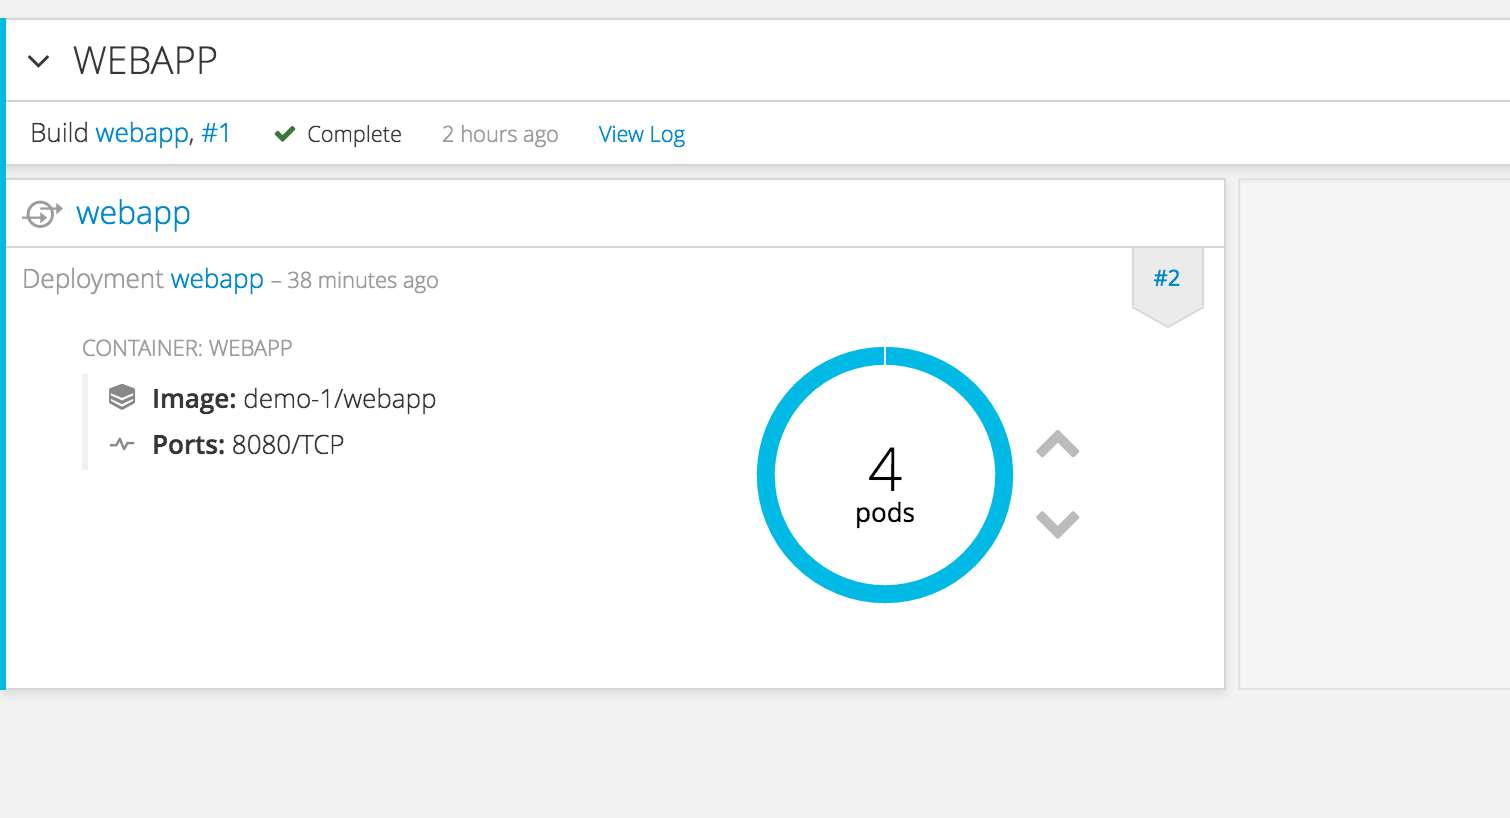 WEBAPP
Build webapp, #1 Complete 2 hours ago View Log
webapp
Deployment webapp – 38 minutes ago
#2
CONTAINER: WEBAPP
Image: demo-1/webapp
Ports: 8080/TCP
4
pods